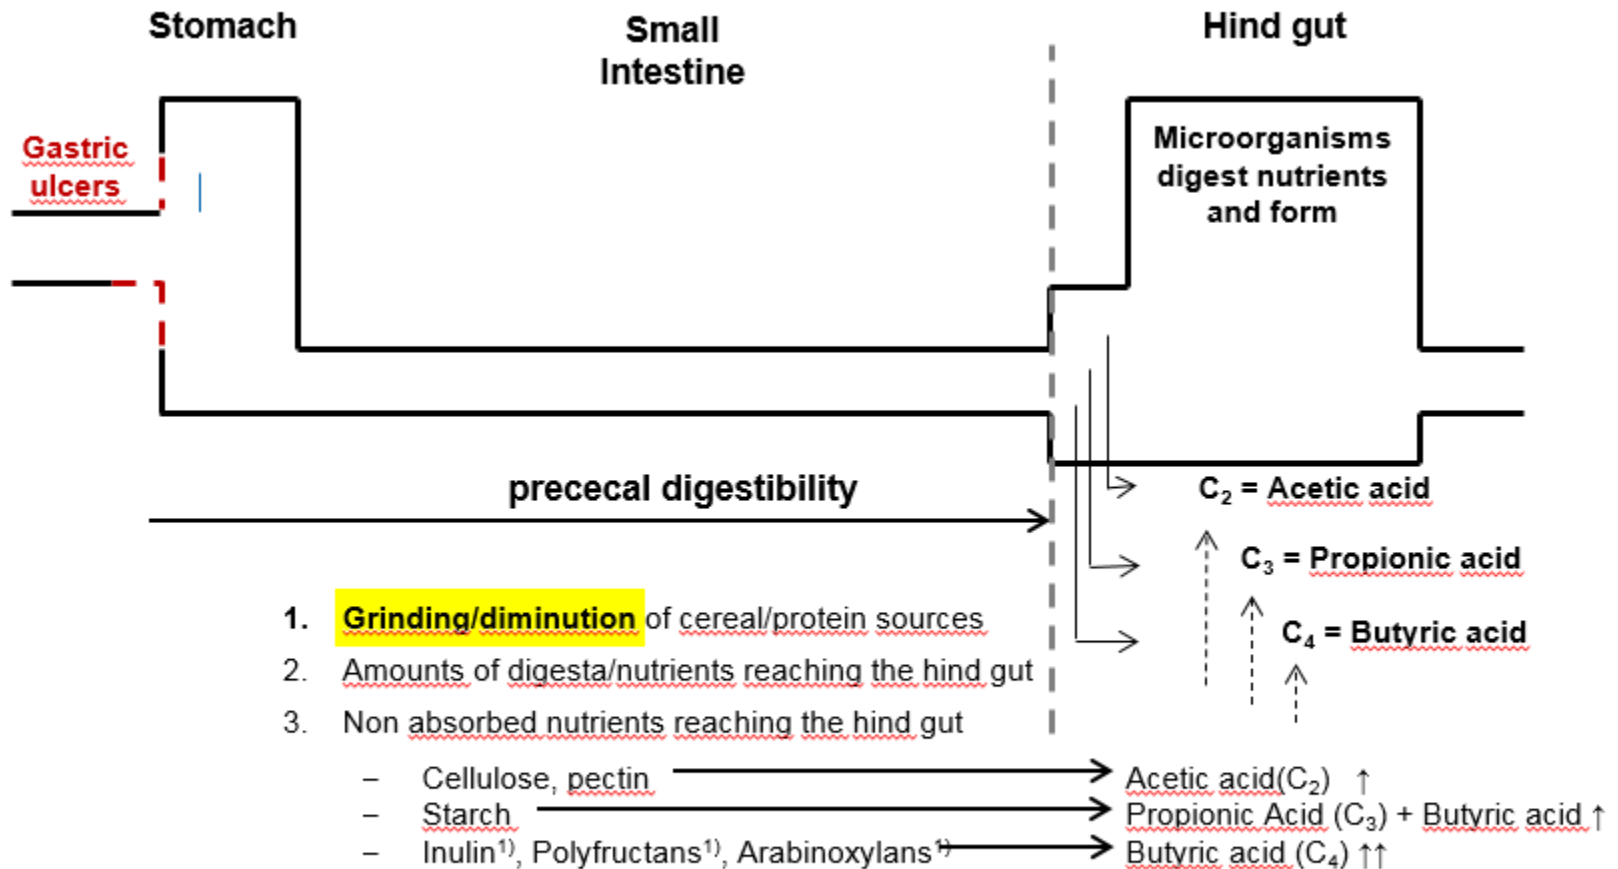 Stomach
Small
Intestine
Hind gut
Gastric
ulcers
Microorganisms
digest nutrients
and form
prececal digestibility
C₂ = Acetic acid
C₃ = Propionic acid
C₄ = Butyric acid
1. Grinding/diminution of cereal/protein sources
2. Amounts of digesta/nutrients reaching the hind gut
3. Non absorbed nutrients reaching the hind gut
– Cellulose, pectin → Acetic acid(C₂) ↑
– Starch → Propionic Acid (C₃) + Butyric acid ↑
– Inulin¹⁾, Polyfructans¹⁾, Arabinoxylans¹⁾ → Butyric acid (C₄) ↑↑